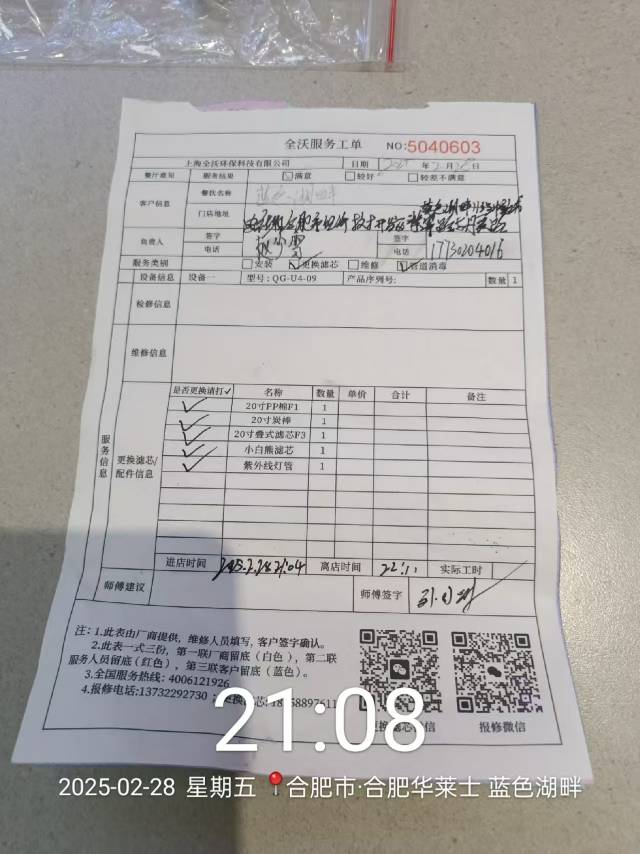 全沃服务工单 NO:5040603
上海全沃环保科技有限公司 日期 年 2 月 28 日
餐厅意见 服务结果 ☑满意 □较好 □较差不满意
客户信息 餐饮名称 蓝色湖畔
门店地址
负责人 签字 签字
电话 电话 17730204016
服务类别 □安装 ☑更换滤芯 □维修 ☑管道消毒
设备信息 设备一 型号:QG-U4-09 产品序列号: 数量 1
检修信息
维修信息
服务信息 更换滤芯/配件信息
是否更换请打✓ 名称 数量 单价 合计 备注
✓ 20寸PP棉F1 1
✓ 20寸炭棒 1
✓ 20寸叠式滤芯F3 1
✓ 小白熊滤芯 1
✓ 紫外线灯管 1
进店时间 2025.2.28 21:04 离店时间 22:11 实际工时
师傅建议 师傅签字
注:1.此表由厂商提供,维修人员填写,客户签字确认。
2.此表一式三份,第一联厂商留底(白色),第二联
服务人员留底(红色),第三联客户留底(蓝色)。
3.全国服务热线:4006121926
4.报修电话:13732292730
报修微信
21:08
2025-02-28 星期五 合肥市·合肥华莱士 蓝色湖畔